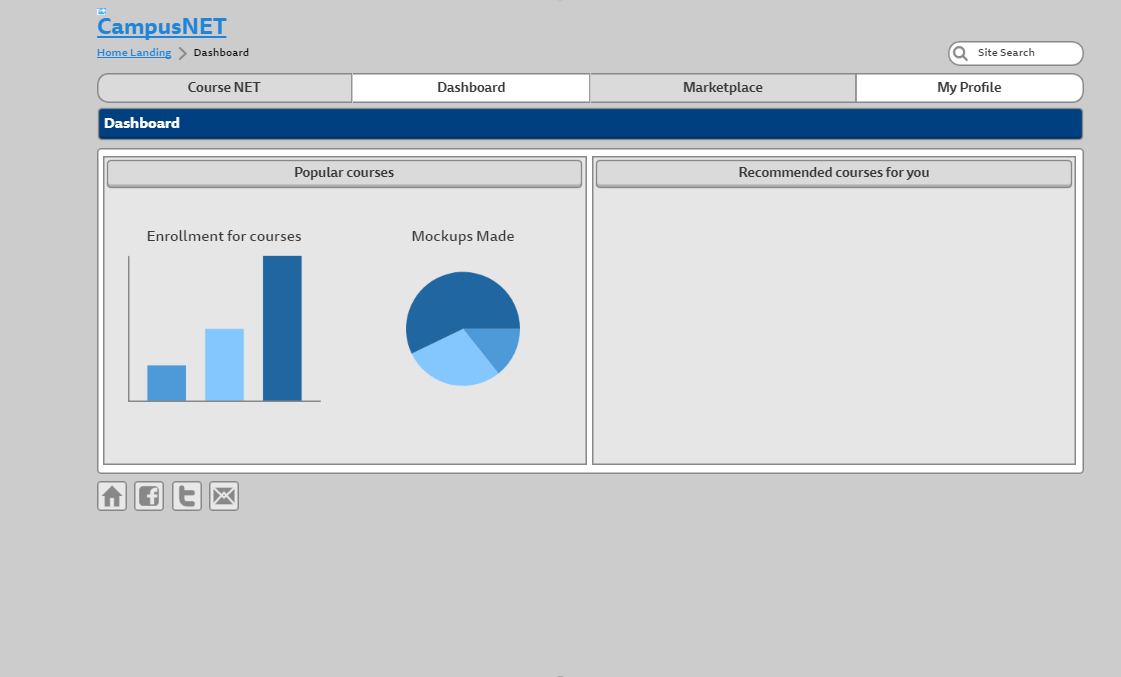 CampusNET
Home Landing Dashboard
Site Search
Course NET Dashboard Marketplace My Profile
Dashboard
Popular courses Recommended courses for you
Enrollment for courses Mockups Made